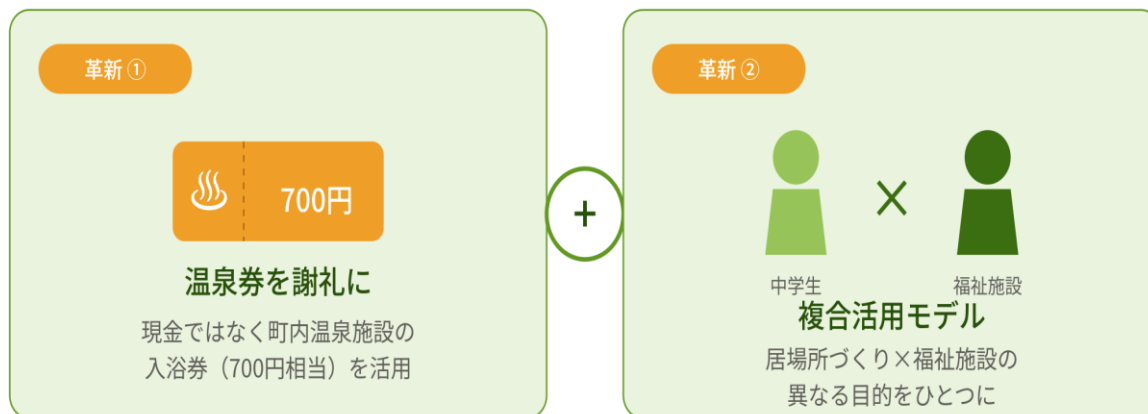 革新 ①
♨ 700円
温泉券を謝礼に
現金ではなく町内温泉施設の
入浴券（700円相当）を活用
+
革新 ②
×
中学生
福祉施設
複合活用モデル
居場所づくり×福祉施設の
異なる目的をひとつに